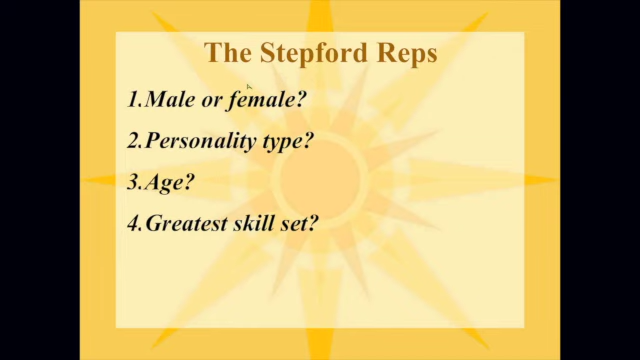 The Stepford Reps
1.Male or female?
2.Personality type?
3.Age?
4.Greatest skill set?